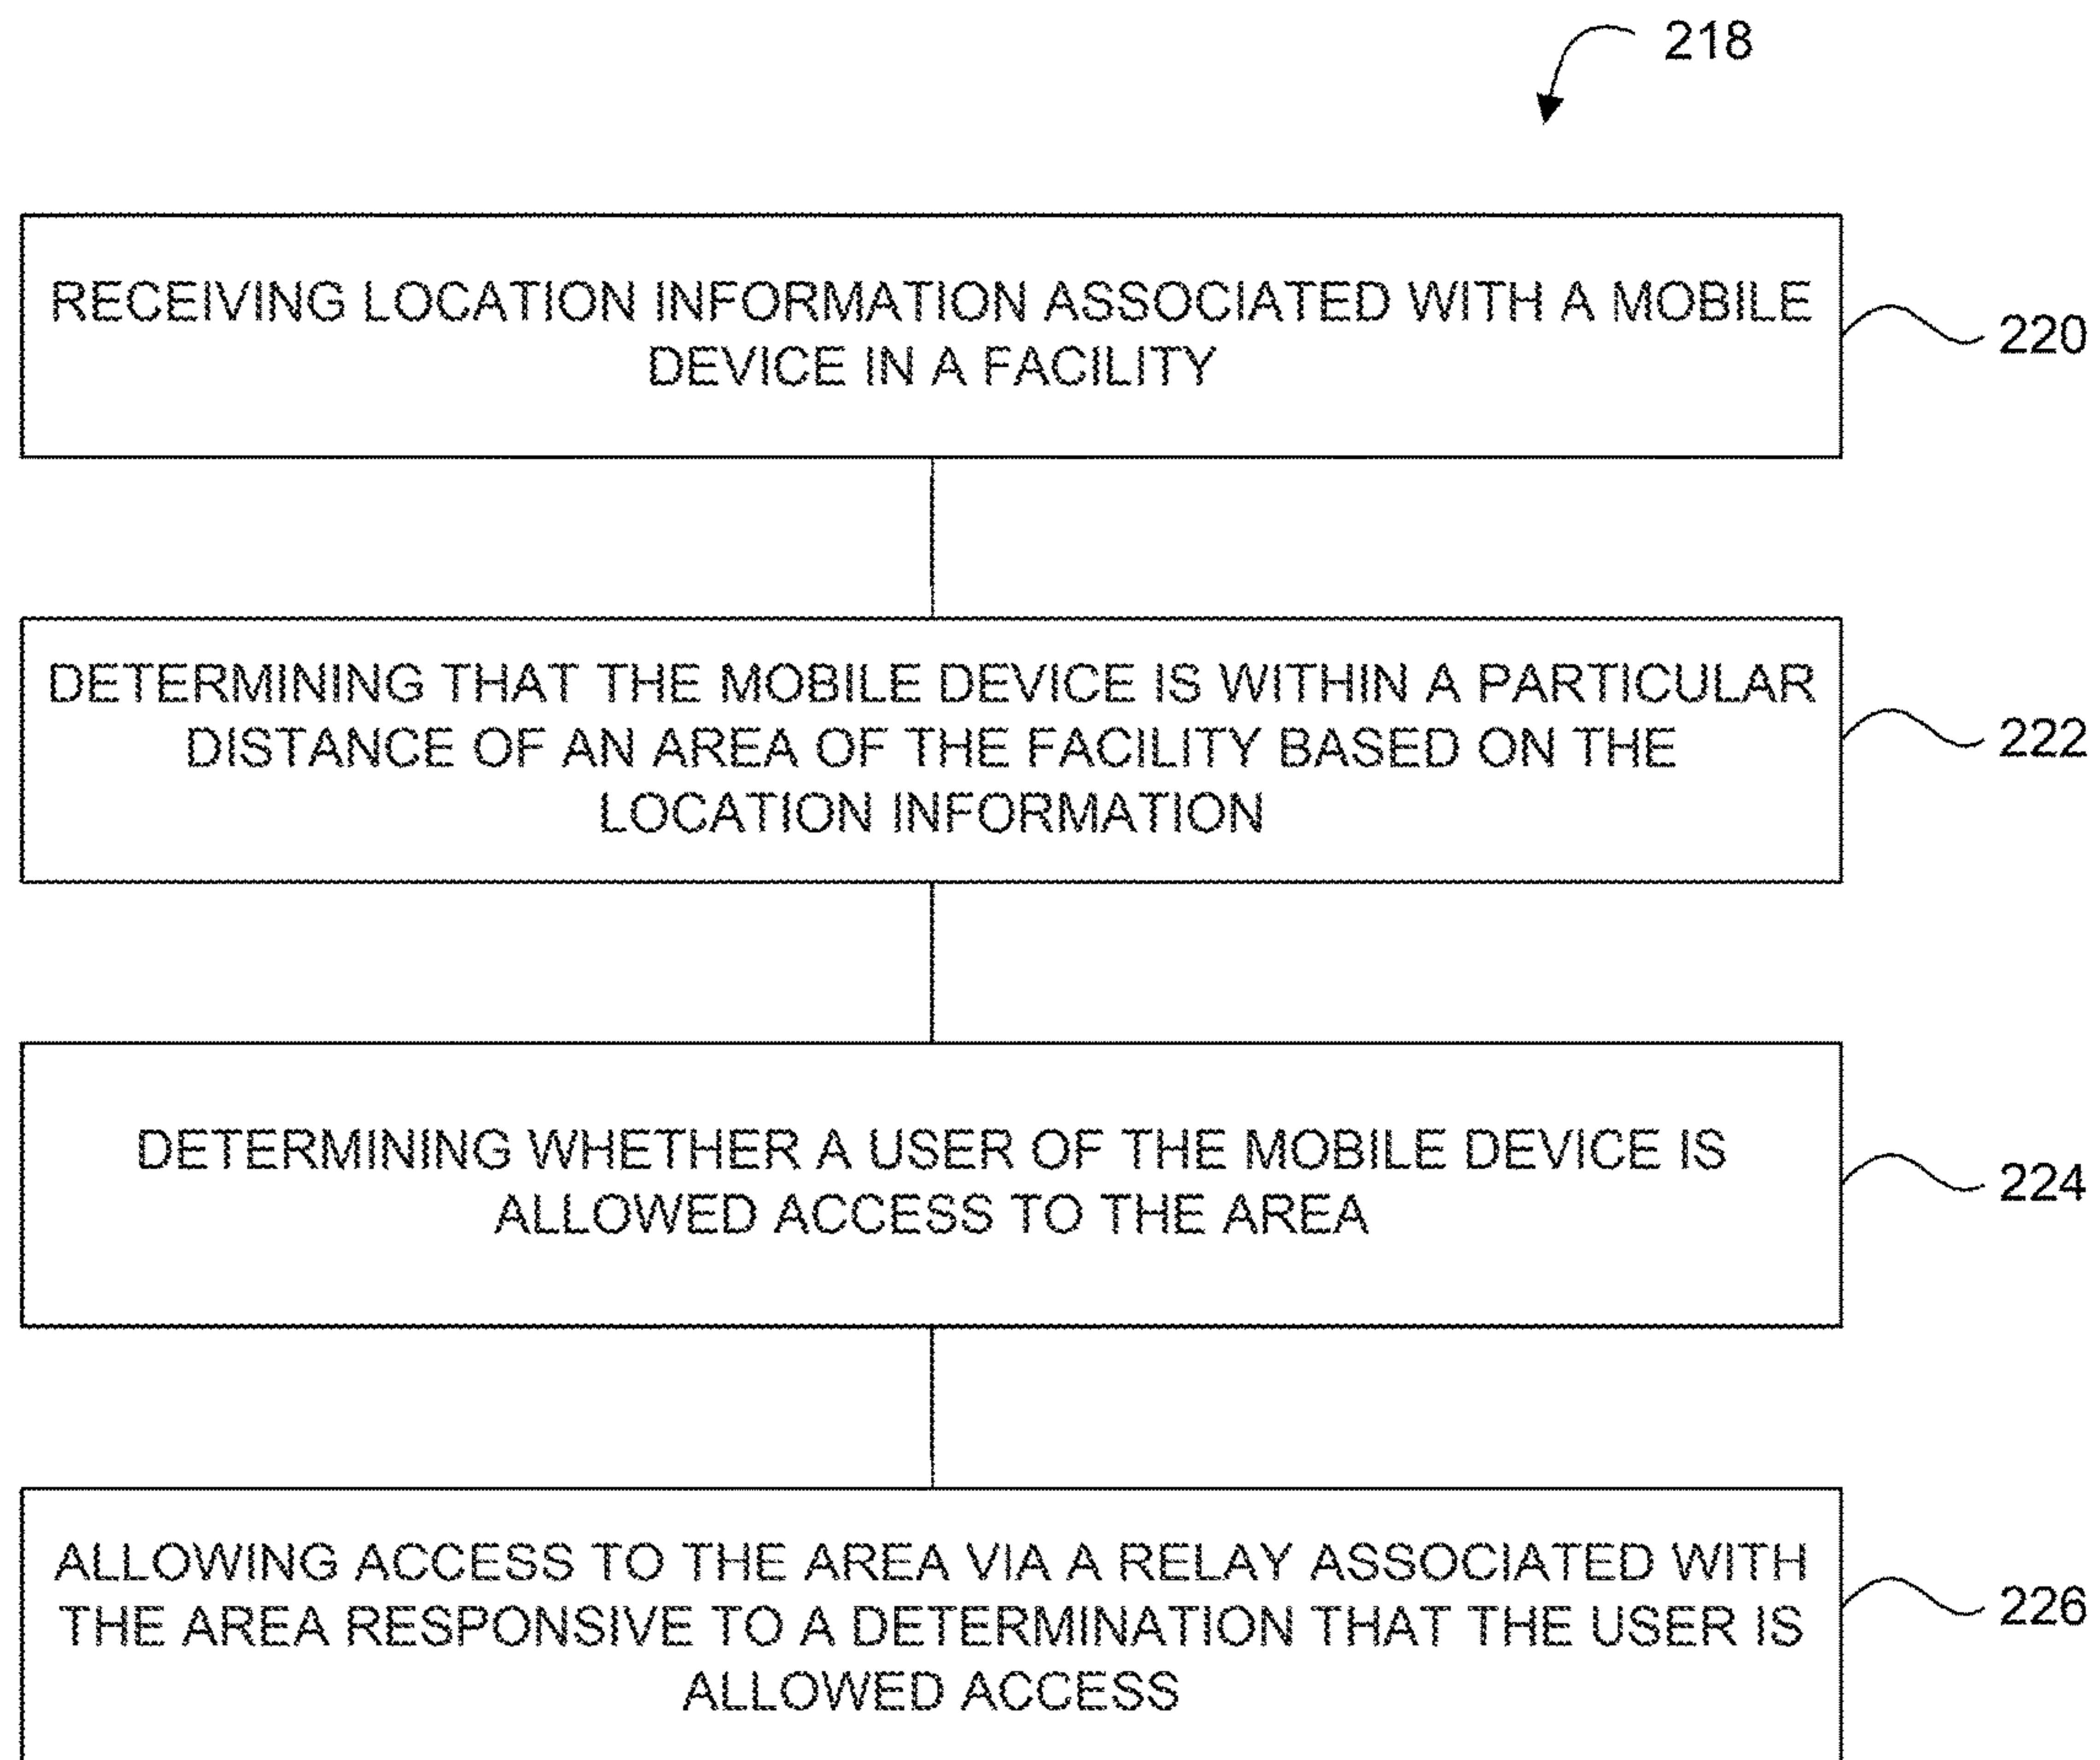 218
RECEIVING LOCATION INFORMATION ASSOCIATED WITH A MOBILE
DEVICE IN A FACILITY
220
DETERMINING THAT THE MOBILE DEVICE IS WITHIN A PARTICULAR
DISTANCE OF AN AREA OF THE FACILITY BASED ON THE
LOCATION INFORMATION
222
DETERMINING WHETHER A USER OF THE MOBILE DEVICE IS
ALLOWED ACCESS TO THE AREA
224
ALLOWING ACCESS TO THE AREA VIA A RELAY ASSOCIATED WITH
THE AREA RESPONSIVE TO A DETERMINATION THAT THE USER IS
ALLOWED ACCESS
226